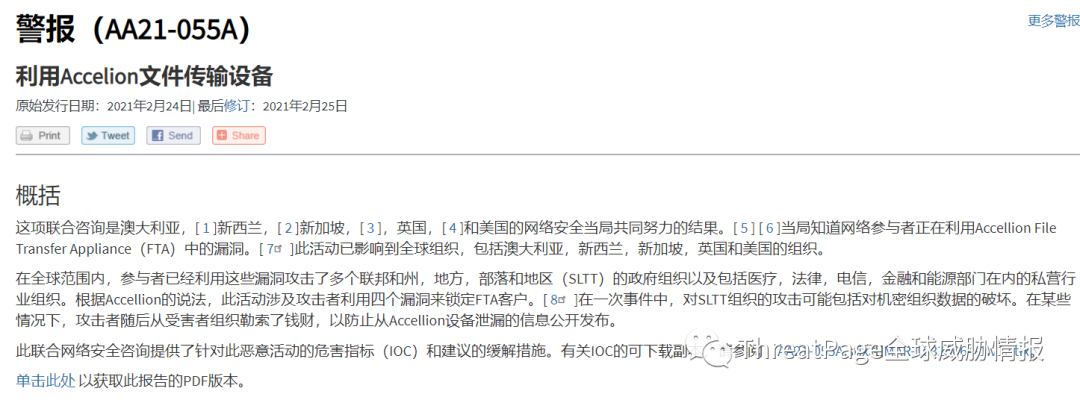 警报（AA21-055A）
更多警报
利用Accelion文件传输设备
原始发行日期：2021年2月24日| 最后修订：2021年2月25日
Print Tweet Send Share
概括
这项联合咨询是澳大利亚，[ 1 ]新西兰，[ 2 ]新加坡，[ 3 ]，英国，[ 4 ]和美国的网络安全当局共同努力的结果。[ 5 ] [ 6 ]当局知道网络参与者正在利用Accellion File
Transfer Appliance（FTA）中的漏洞。[ 7 ]此活动已影响到全球组织，包括澳大利亚，新西兰，新加坡，英国和美国的组织。
在全球范围内，参与者已经利用这些漏洞攻击了多个联邦和州，地方，部落和地区（SLTT）的政府组织以及包括医疗，法律，电信，金融和能源部门在内的私营行
业组织。根据Accellion的说法，此活动涉及攻击者利用四个漏洞来锁定FTA客户。[ 8 ]在一次事件中，对SLTT组织的攻击可能包括对机密组织数据的破坏。在某些
情况下，攻击者随后从受害者组织勒索了钱财，以防止从Accellion设备泄漏的信息公开发布。
此联合网络安全咨询提供了针对此恶意活动的危害指标（IOC）和建议的缓解措施。有关IOC的可下载副
ThreatPage全球威胁情报
单击此处 以获取此报告的PDF版本。